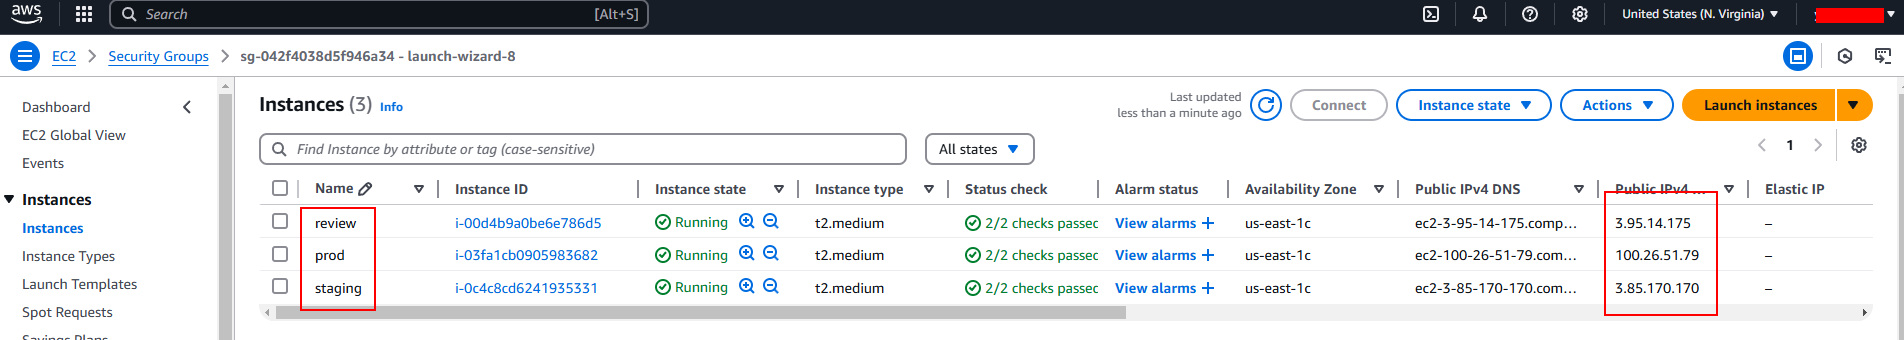 aws Search [Alt+S] United States (N. Virginia)
EC2 Security Groups sg-042f4038d5f946a34 - launch-wizard-8
Dashboard
EC2 Global View
Events
Instances
Instances
Instance Types
Launch Templates
Spot Requests
Savings Plans
Instances (3) Info
Last updated
less than a minute ago
Connect Instance state Actions Launch instances
Find Instance by attribute or tag (case-sensitive) All states 1
Name Instance ID Instance state Instance type Status check Alarm status Availability Zone Public IPv4 DNS Public IPv4 ... Elastic IP
review i-00d4b9a0be6e786d5 Running t2.medium 2/2 checks passed View alarms + us-east-1c ec2-3-95-14-175.comp... 3.95.14.175 –
prod i-03fa1cb0905983682 Running t2.medium 2/2 checks passed View alarms + us-east-1c ec2-100-26-51-79.com... 100.26.51.79 –
staging i-0c4c8cd6241935331 Running t2.medium 2/2 checks passed View alarms + us-east-1c ec2-3-85-170-170.com... 3.85.170.170 –